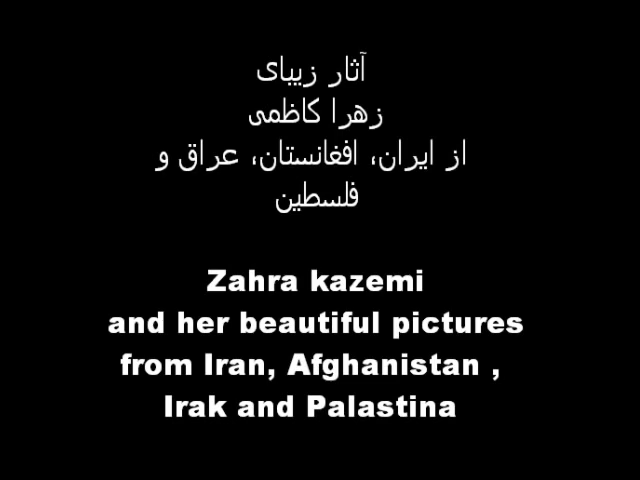 آثار زیبای
زهرا کاظمی
از ایران، افغانستان، عراق و
فلسطین
Zahra kazemi
and her beautiful pictures
from Iran, Afghanistan ,
Irak and Palastina